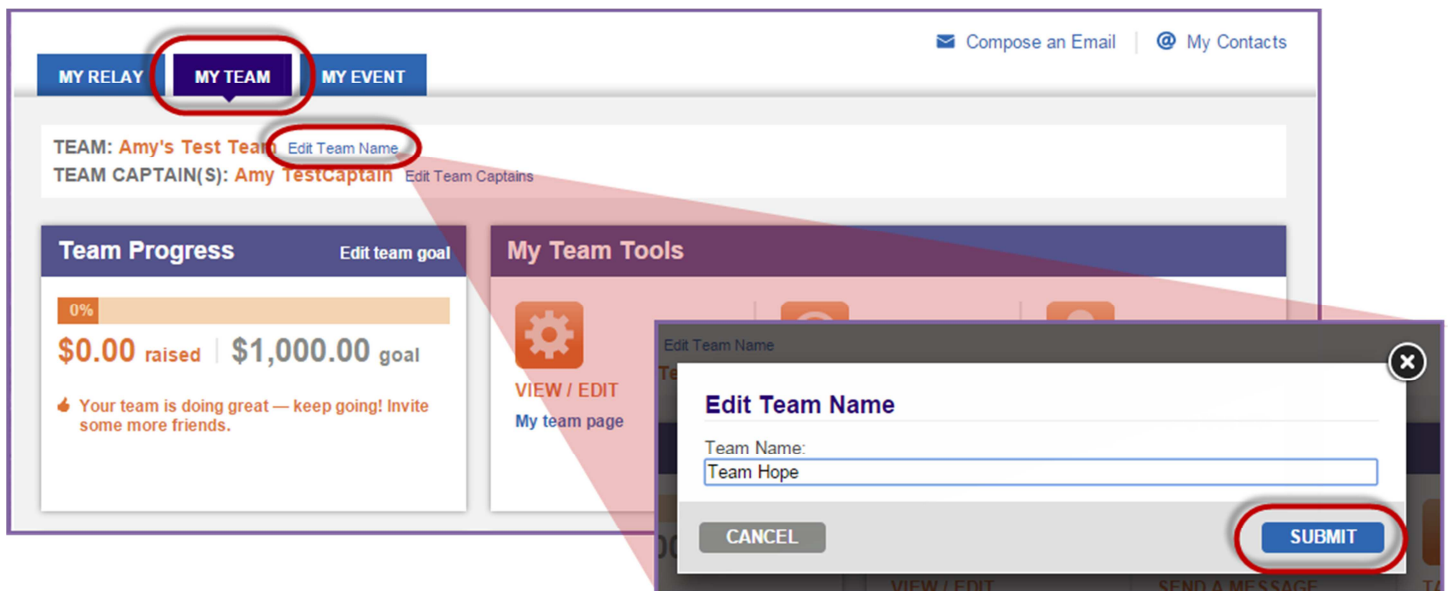 Compose an Email
My Contacts
MY RELAY
MY TEAM
MY EVENT
TEAM: Amy's Test Team Edit Team Name
TEAM CAPTAIN(S): Amy TestCaptain Edit Team Captains
Team Progress Edit team goal
0%
$0.00 raised $1,000.00 goal
Your team is doing great — keep going! Invite
some more friends.
My Team Tools
VIEW / EDIT
My team page
Edit Team Name
Edit Team Name
Team Name:
Team Hope
CANCEL
SUBMIT
VIEW / EDIT
SEND A MESSAGE